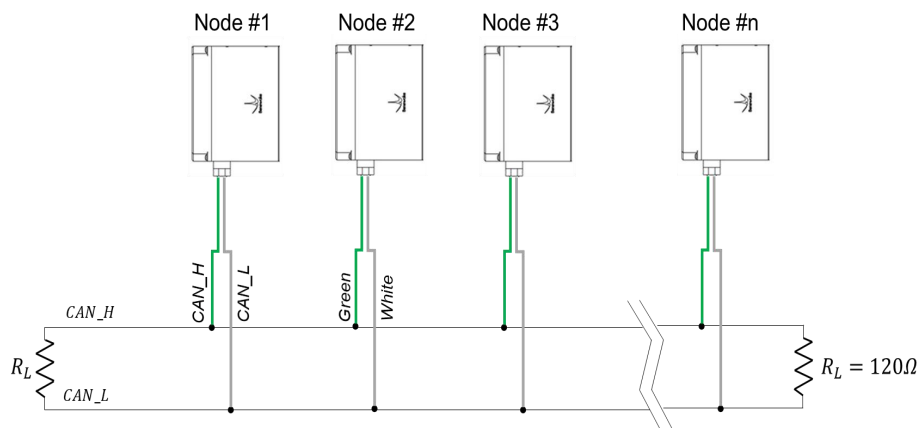 Node #1
Node #2
Node #3
Node #n
CAN_H
CAN_L
Green
White
CAN_H
R_L
CAN_L
R_L = 120Ω